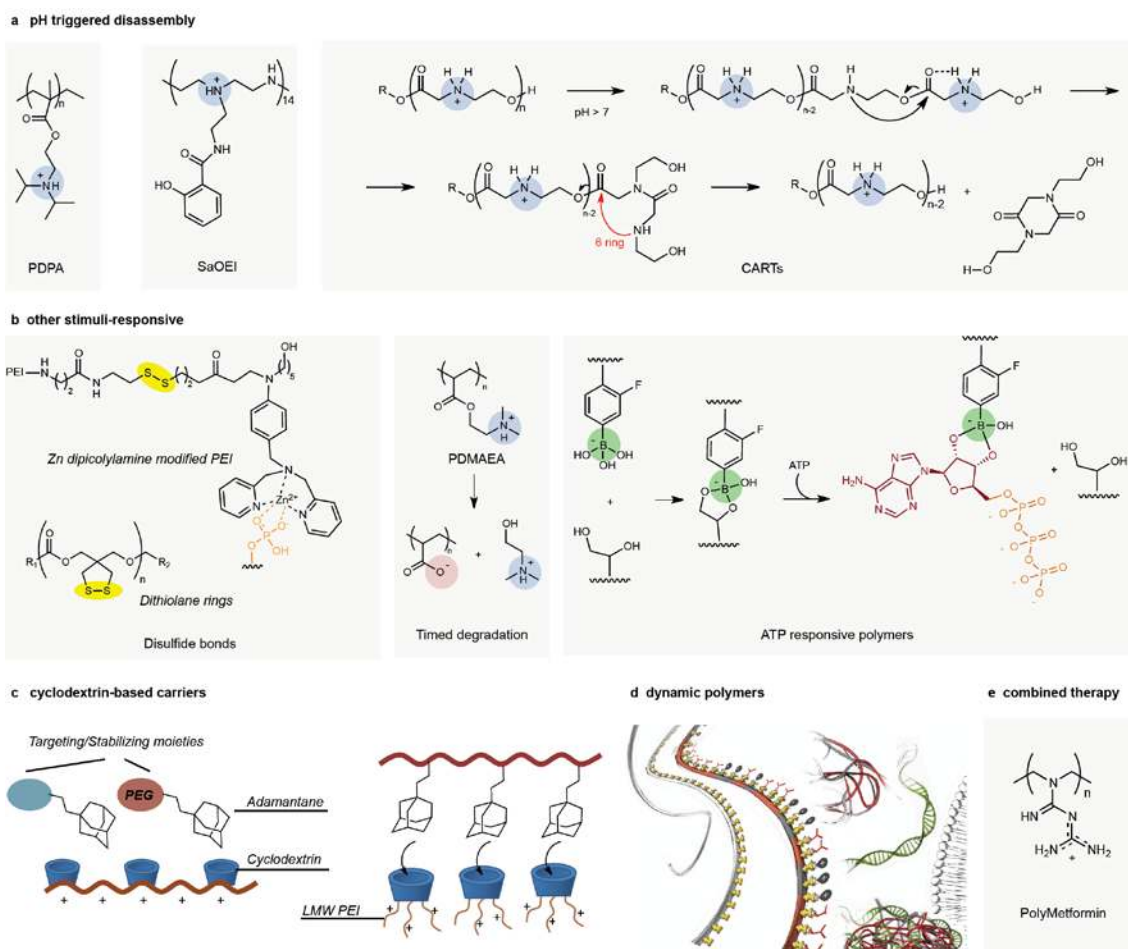 a pH triggered disassembly
PDPA
SaOEI
pH > 7
6 ring
CARTs
b other stimuli-responsive
Zn dipicolylamine modified PEI
Dithiolane rings
Disulfide bonds
PDMAEA
Timed degradation
ATP
ATP responsive polymers
c cyclodextrin-based carriers
Targeting/Stabilizing moieties
PEG
Adamantane
Cyclodextrin
LMW PEI
d dynamic polymers
e combined therapy
PolyMetformin